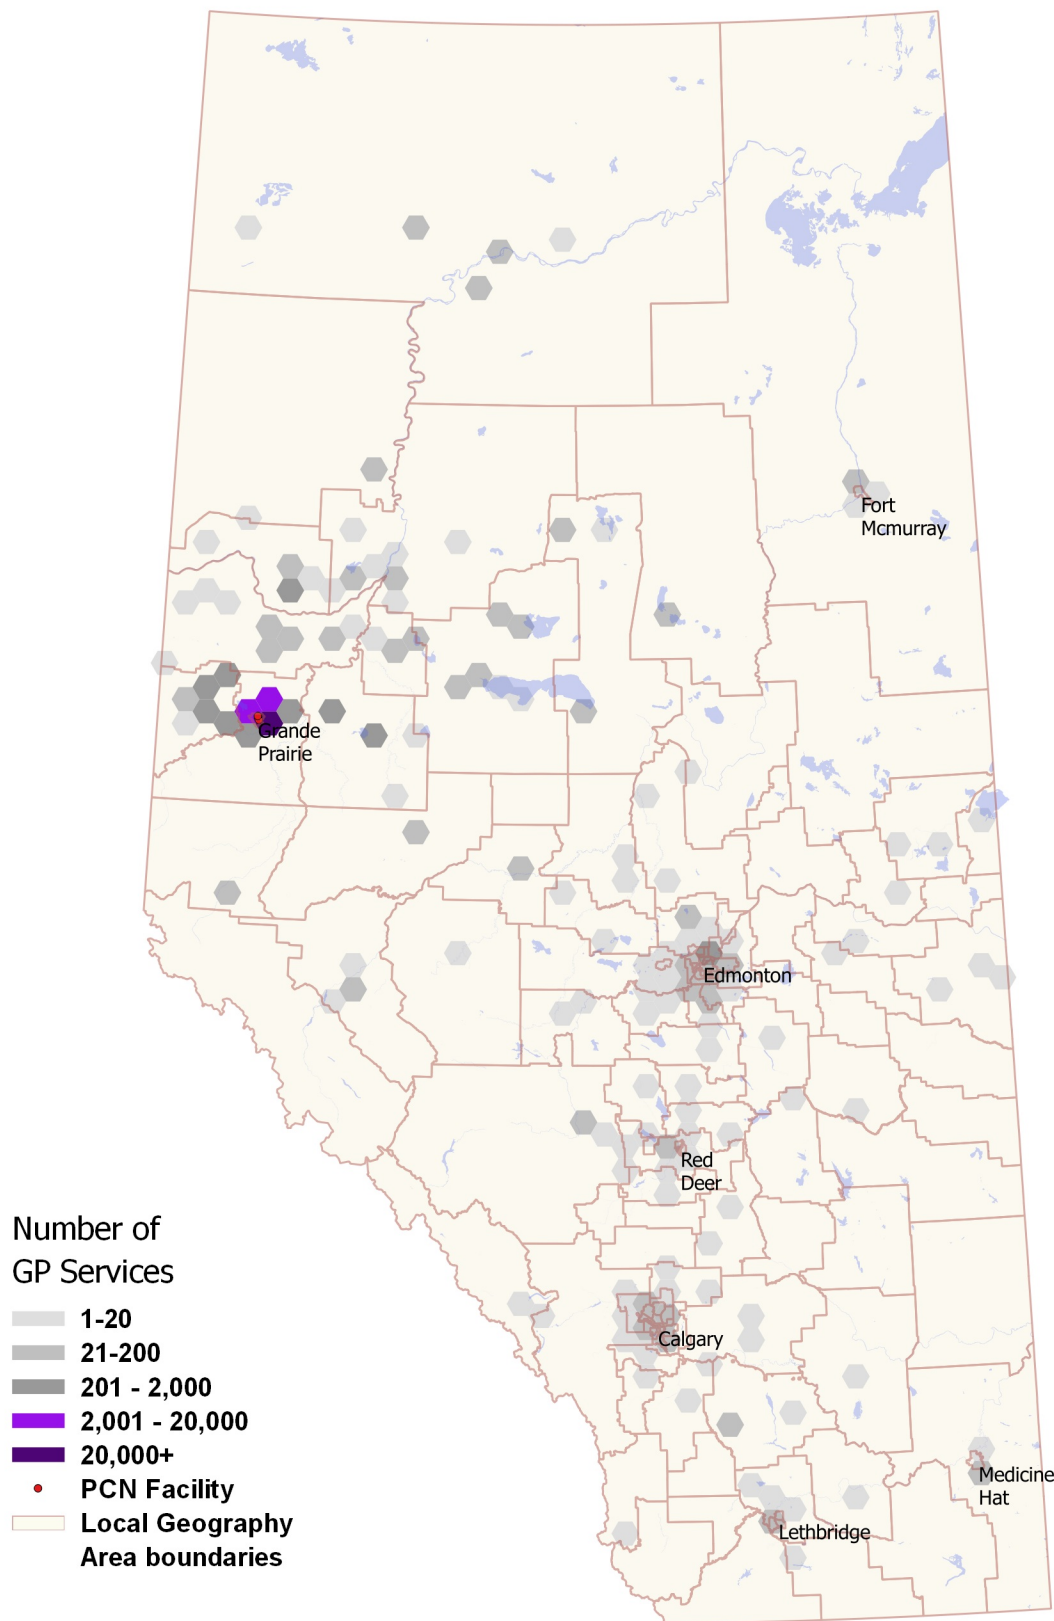 Fort
Mcmurray
Grande
Prairie
Edmonton
Red
Deer
Number of
GP Services
1-20
21-200
201 - 2,000
2,001 - 20,000
20,000+
PCN Facility
Local Geography
Area boundaries
Calgary
Medicine
Hat
Lethbridge